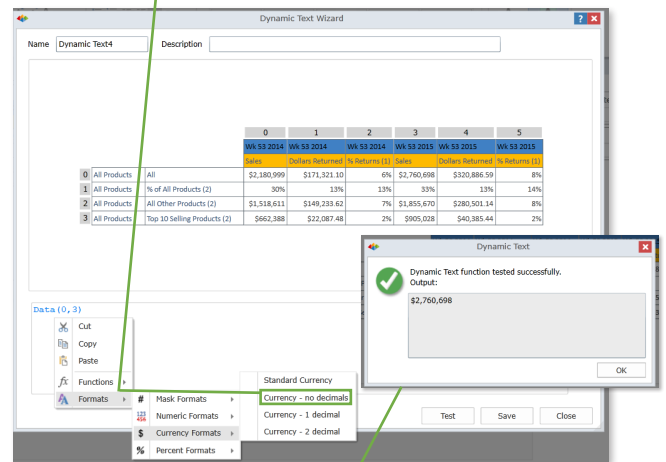 Dynamic Text Wizard
? X
Name Dynamic Text4 Description
0 1 2 3 4 5
Wk 53 2014 Wk 53 2014 Wk 53 2014 Wk 53 2015 Wk 53 2015 Wk 53 2015
Sales Dollars Returned % Returns (1) Sales Dollars Returned % Returns (1)
0 All Products All $2,180,999 $171,321.10 6% $2,760,698 $320,886.59 8%
1 All Products % of All Products (2) 30% 13% 13% 33% 13% 14%
2 All Products All Other Products (2) $1,518,611 $149,233.62 7% $1,855,670 $280,501.14 8%
3 All Products Top 10 Selling Products (2) $662,388 $22,087.48 2% $905,028 $40,385.44 2%
Dynamic Text
X
Dynamic Text function tested successfully.
Output:
$2,760,698
OK
Data(0,3)
Cut
Copy
Paste
fx Functions
A Formats
# Mask Formats
123 456 Numeric Formats
$ Currency Formats
% Percent Formats
Standard Currency
Currency - no decimals
Currency - 1 decimal
Currency - 2 decimal
Test Save Close